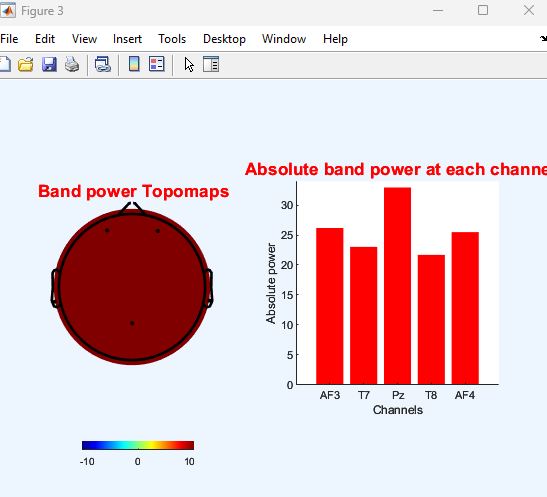 Figure 3
File Edit View Insert Tools Desktop Window Help
Band power Topomaps
-10 0 10
Absolute band power at each channe
Absolute power
30
25
20
15
10
5
0
AF3 T7 Pz T8 AF4
Channels